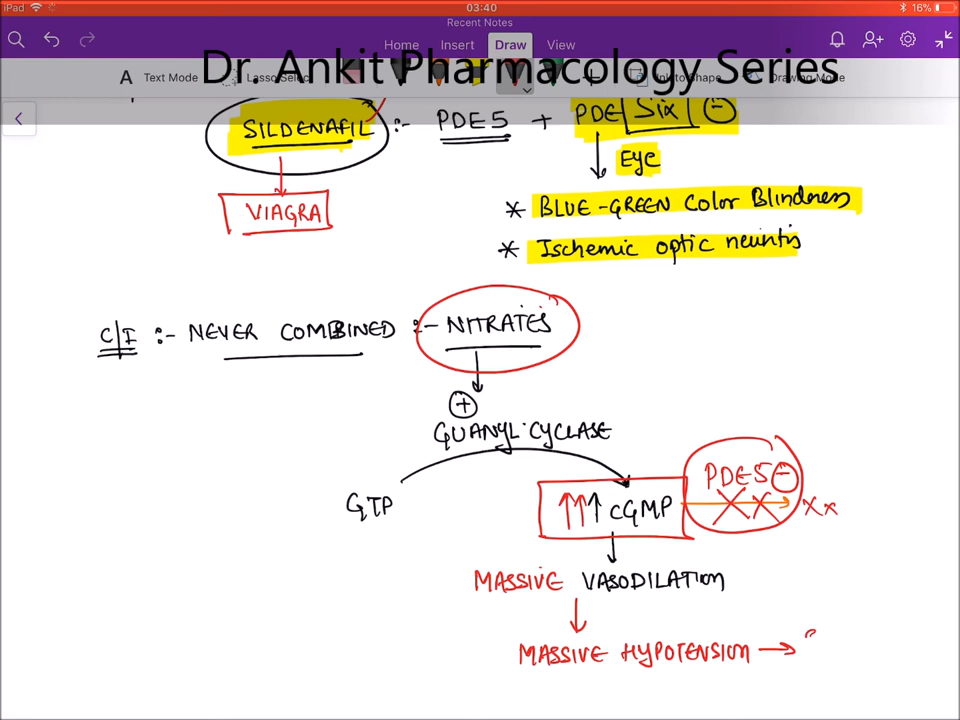 iPad 03:40 16%
Recent Notes
Home Insert Draw View
Dr. Ankit Pharmacology Series
A Text Mode Lasso Select Ink to Shape Drawing Mode
SILDENAFIL :- PDE5 + PDE Six -
Eye
VIAGRA
* BLUE-GREEN Color Blindness
* Ischemic optic neuritis
C/I :- NEVER COMBINED :- NITRATES
+
GUANYL CYCLASE
PDE5 -
GTP ↑↑↑ cGMP XX Xx
MASSIVE VASODILATION
MASSIVE HYPOTENSION →